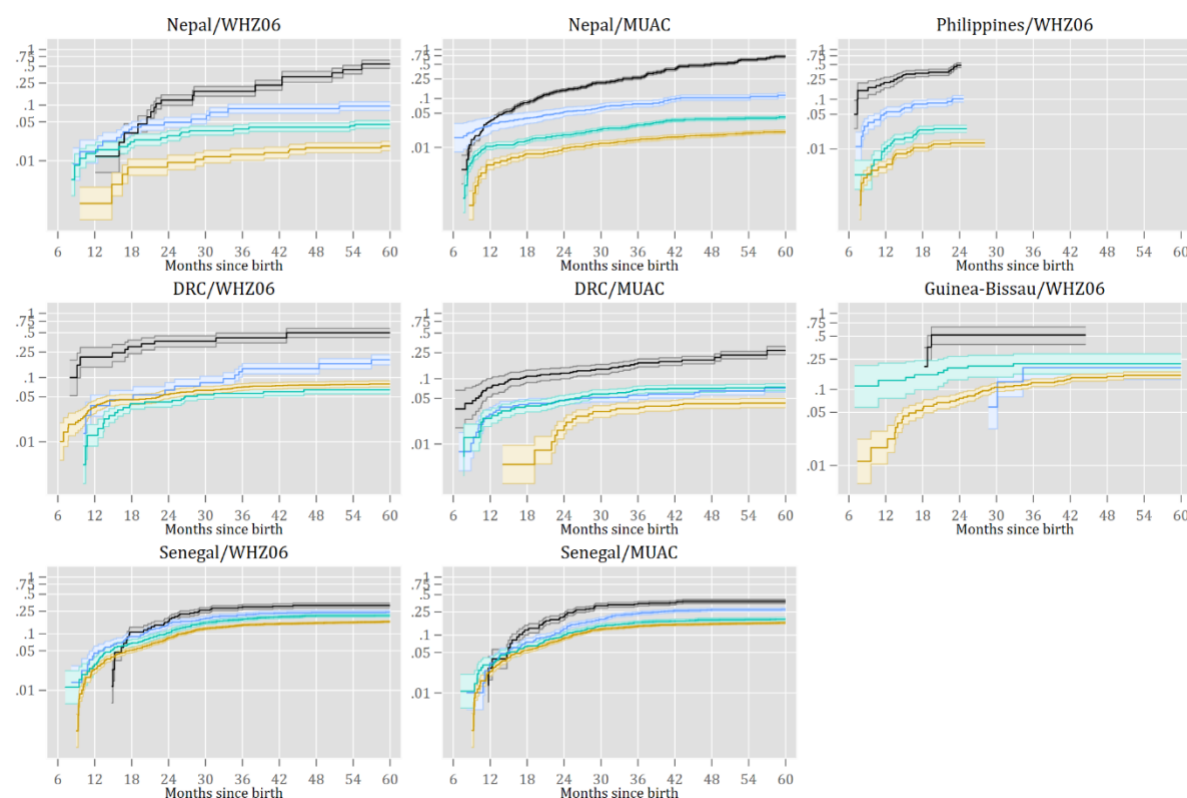 Nepal/WHZ06
1
.75
.5
.25
.1
.05
.01
6 12 18 24 30 36 42 48 54 60
Months since birth
Nepal/MUAC
1
.75
.5
.25
.1
.05
.01
6 12 18 24 30 36 42 48 54 60
Months since birth
Philippines/WHZ06
1
.75
.5
.25
.1
.05
.01
6 12 18 24 30 36 42 48 54 60
Months since birth
DRC/WHZ06
1
.75
.5
.25
.1
.05
.01
6 12 18 24 30 36 42 48 54 60
Months since birth
DRC/MUAC
1
.75
.5
.25
.1
.05
.01
6 12 18 24 30 36 42 48 54 60
Months since birth
Guinea-Bissau/WHZ06
1
.75
.5
.25
.1
.05
.01
6 12 18 24 30 36 42 48 54 60
Months since birth
Senegal/WHZ06
1
.75
.5
.25
.1
.05
.01
6 12 18 24 30 36 42 48 54 60
Months since birth
Senegal/MUAC
1
.75
.5
.25
.1
.05
.01
6 12 18 24 30 36 42 48 54 60
Months since birth